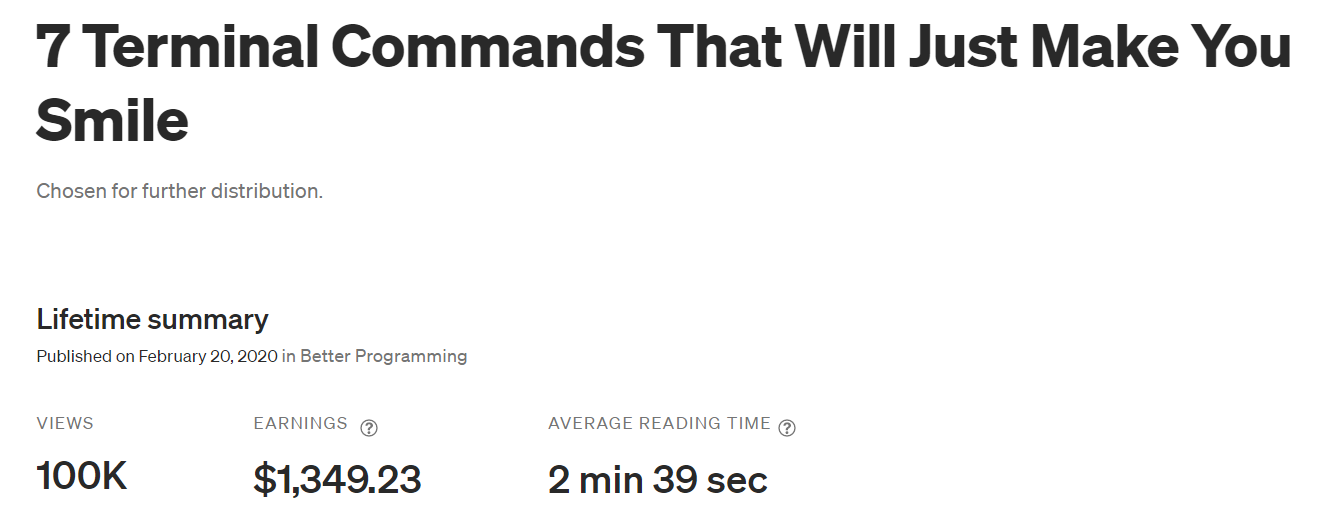 7 Terminal Commands That Will Just Make You
Smile
Chosen for further distribution.
Lifetime summary
Published on February 20, 2020 in Better Programming
VIEWS EARNINGS ? AVERAGE READING TIME ?
100K $1,349.23 2 min 39 sec